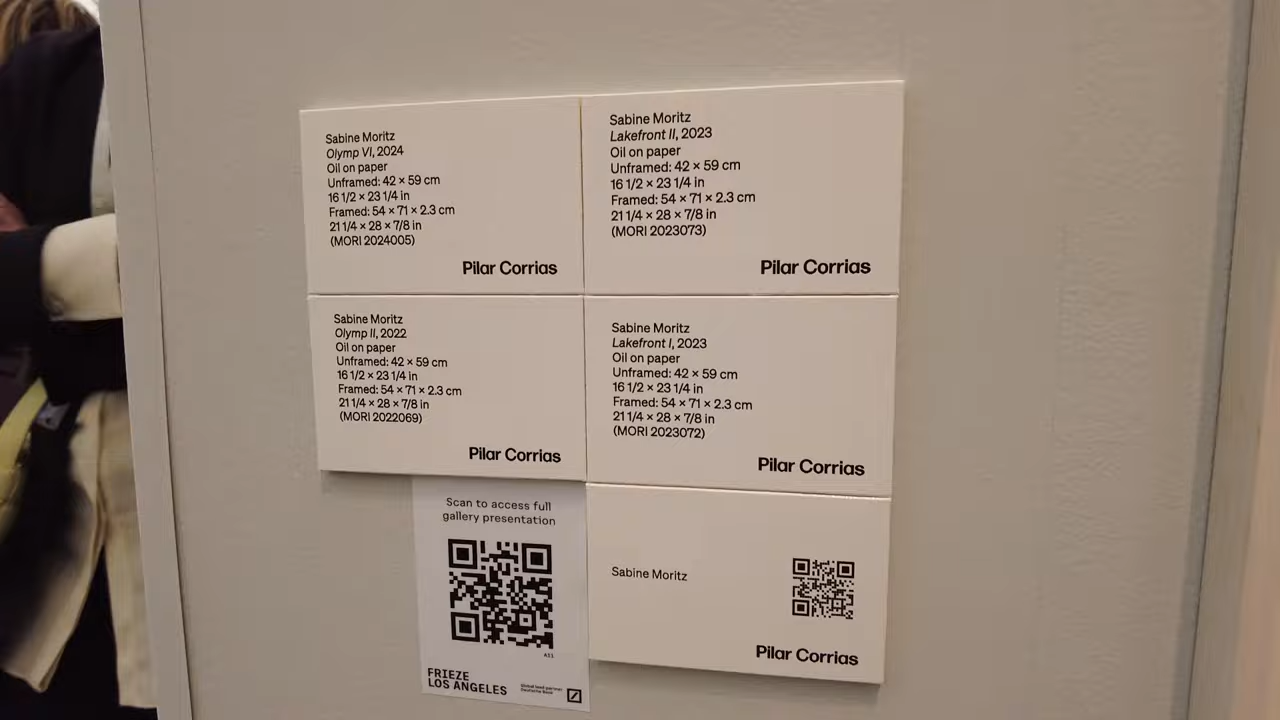 Sabine Moritz
Olymp VI, 2024
Oil on paper
Unframed: 42 × 59 cm
16 1/2 × 23 1/4 in
Framed: 54 × 71 × 2.3 cm
21 1/4 × 28 × 7/8 in
(MORI 2024005)
Pilar Corrias
Sabine Moritz
Lakefront II, 2023
Oil on paper
Unframed: 42 × 59 cm
16 1/2 × 23 1/4 in
Framed: 54 × 71 × 2.3 cm
21 1/4 × 28 × 7/8 in
(MORI 2023073)
Pilar Corrias
Sabine Moritz
Olymp II, 2022
Oil on paper
Unframed: 42 × 59 cm
16 1/2 × 23 1/4 in
Framed: 54 × 71 × 2.3 cm
21 1/4 × 28 × 7/8 in
(MORI 2022069)
Pilar Corrias
Sabine Moritz
Lakefront I, 2023
Oil on paper
Unframed: 42 × 59 cm
16 1/2 × 23 1/4 in
Framed: 54 × 71 × 2.3 cm
21 1/4 × 28 × 7/8 in
(MORI 2023072)
Pilar Corrias
Scan to access full
gallery presentation
A11
FRIEZE
LOS ANGELES
Global lead partner
Deutsche Bank
Sabine Moritz
Pilar Corrias